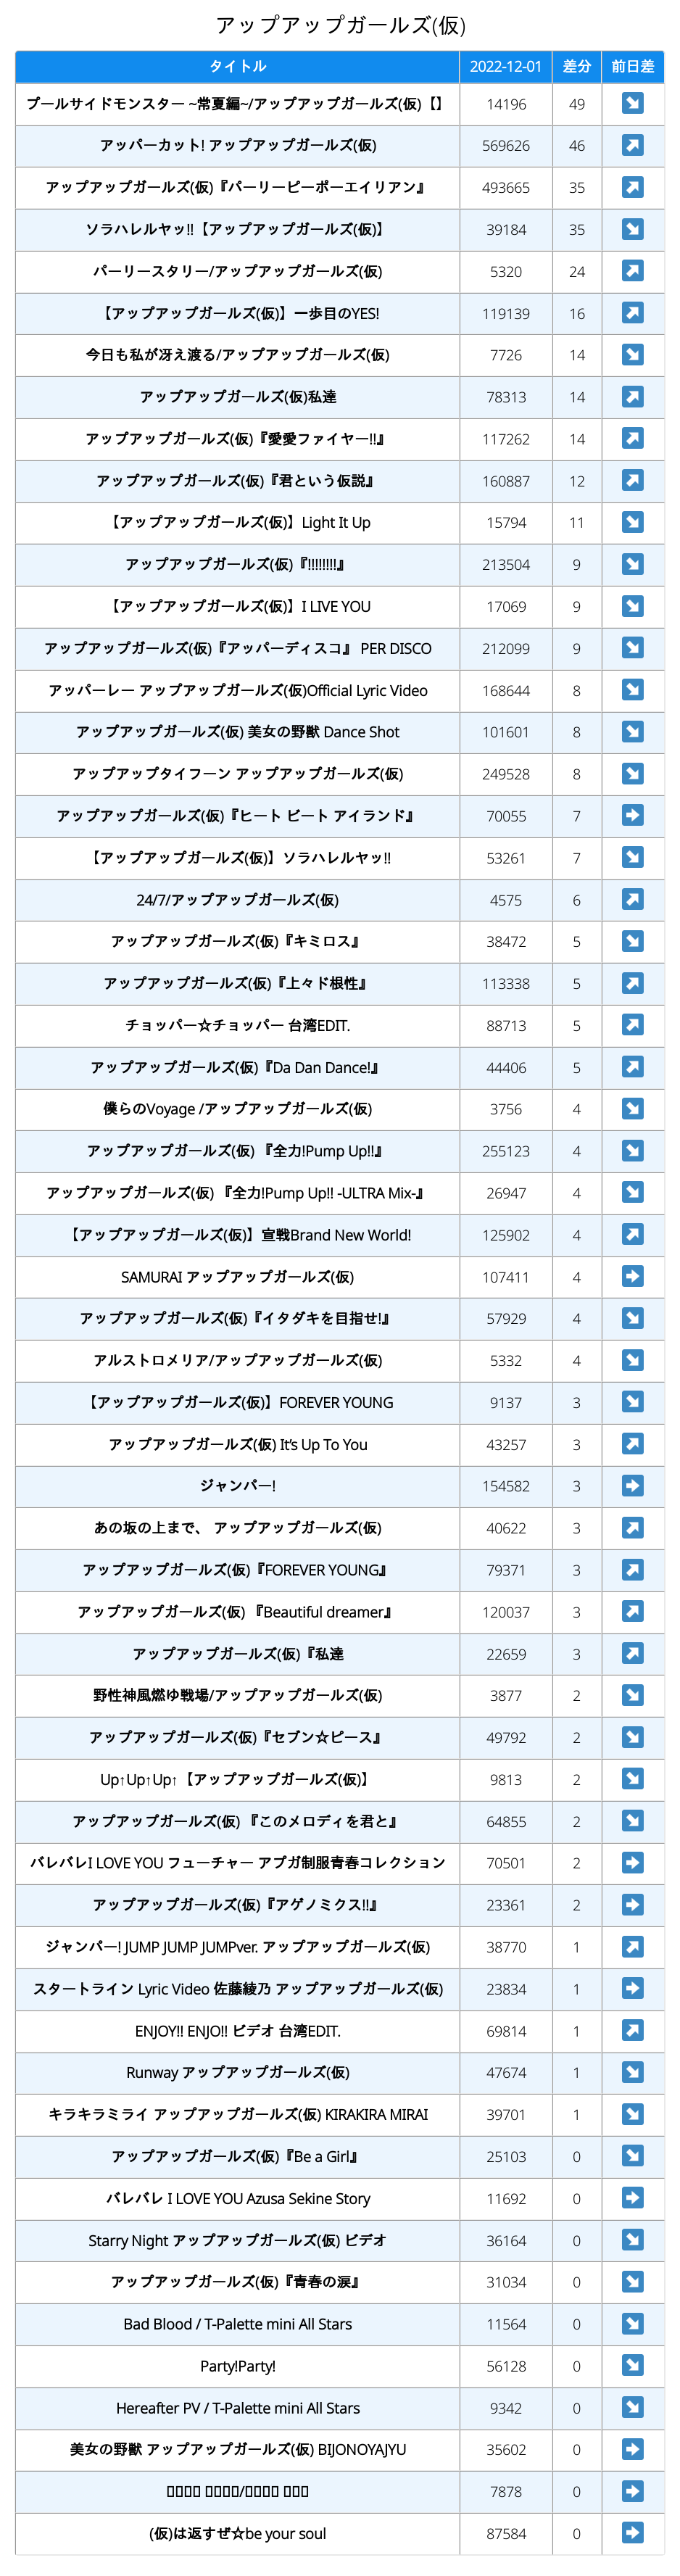 アップアップガールズ(仮)
タイトル 2022-12-01 差分 前日差
プールサイドモンスター ~常夏編~/アップアップガールズ(仮)【】 14196 49 ↘
アッパーカット! アップアップガールズ(仮) 569626 46 ↗
アップアップガールズ(仮)『パーリーピーポーエイリアン』 493665 35 ↗
ソラハレルヤッ!!【アップアップガールズ(仮)】 39184 35 ↘
パーリースタリー/アップアップガールズ(仮) 5320 24 ↗
【アップアップガールズ(仮)】一歩目のYES! 119139 16 ↗
今日も私が冴え渡る/アップアップガールズ(仮) 7726 14 ↘
アップアップガールズ(仮)私達 78313 14 ↗
アップアップガールズ(仮)『愛愛ファイヤー!!』 117262 14 ↗
アップアップガールズ(仮)『君という仮説』 160887 12 ↗
【アップアップガールズ(仮)】Light It Up 15794 11 ↘
アップアップガールズ(仮)『!!!!!!!!』 213504 9 ↘
【アップアップガールズ(仮)】I LIVE YOU 17069 9 ↘
アップアップガールズ(仮)『アッパーディスコ』 PER DISCO 212099 9 ↘
アッパーレー アップアップガールズ(仮)Official Lyric Video 168644 8 ↘
アップアップガールズ(仮) 美女の野獣 Dance Shot 101601 8 ↘
アップアップタイフーン アップアップガールズ(仮) 249528 8 ↘
アップアップガールズ(仮)『ヒート ビート アイランド』 70055 7 →
【アップアップガールズ(仮)】ソラハレルヤッ!! 53261 7 ↘
24/7/アップアップガールズ(仮) 4575 6 ↗
アップアップガールズ(仮)『キミロス』 38472 5 ↘
アップアップガールズ(仮)『上々ド根性』 113338 5 ↗
チョッパー☆チョッパー 台湾EDIT. 88713 5 ↗
アップアップガールズ(仮)『Da Dan Dance!』 44406 5 ↗
僕らのVoyage /アップアップガールズ(仮) 3756 4 ↘
アップアップガールズ(仮) 『全力!Pump Up!!』 255123 4 ↘
アップアップガールズ(仮) 『全力!Pump Up!! -ULTRA Mix-』 26947 4 ↘
【アップアップガールズ(仮)】宣戦Brand New World! 125902 4 ↗
SAMURAI アップアップガールズ(仮) 107411 4 →
アップアップガールズ(仮)『イタダキを目指せ!』 57929 4 ↘
アルストロメリア/アップアップガールズ(仮) 5332 4 ↘
【アップアップガールズ(仮)】FOREVER YOUNG 9137 3 ↘
アップアップガールズ(仮) It's Up To You 43257 3 ↗
ジャンパー! 154582 3 →
あの坂の上まで、 アップアップガールズ(仮) 40622 3 ↗
アップアップガールズ(仮)『FOREVER YOUNG』 79371 3 ↗
アップアップガールズ(仮) 『Beautiful dreamer』 120037 3 ↗
アップアップガールズ(仮)『私達 22659 3 ↗
野性神風燃ゆ戦場/アップアップガールズ(仮) 3877 2 ↘
アップアップガールズ(仮)『セブン☆ピース』 49792 2 ↘
Up↑Up↑Up↑【アップアップガールズ(仮)】 9813 2 ↘
アップアップガールズ(仮) 『このメロディを君と』 64855 2 ↘
バレバレI LOVE YOU フューチャー アプガ制服青春コレクション 70501 2 →
アップアップガールズ(仮)『アゲノミクス!!』 23361 2 →
ジャンパー! JUMP JUMP JUMPver. アップアップガールズ(仮) 38770 1 ↗
スタートライン Lyric Video 佐藤綾乃 アップアップガールズ(仮) 23834 1 →
ENJOY!! ENJO!! ビデオ 台湾EDIT. 69814 1 ↗
Runway アップアップガールズ(仮) 47674 1 ↘
キラキラミライ アップアップガールズ(仮) KIRAKIRA MIRAI 39701 1 ↘
アップアップガールズ(仮)『Be a Girl』 25103 0 ↘
バレバレ I LOVE YOU Azusa Sekine Story 11692 0 →
Starry Night アップアップガールズ(仮) ビデオ 36164 0 ↘
アップアップガールズ(仮)『青春の涙』 31034 0 ↘
Bad Blood / T-Palette mini All Stars 11564 0 ↘
Party!Party! 56128 0 ↘
Hereafter PV / T-Palette mini All Stars 9342 0 ↘
美女の野獣 アップアップガールズ(仮) BIJONOYAJYU 35602 0 →
▯▯▯▯ ▯▯▯▯/▯▯▯▯ ▯▯▯ 7878 0 →
(仮)は返すぜ☆be your soul 87584 0 →